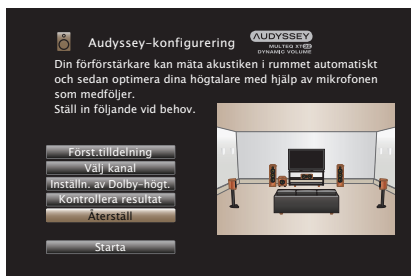 Audyssey-konfigurering
AUDYSSEY
MULTEQ XT32
DYNAMIC VOLUME
Din förförstärkare kan mäta akustiken i rummet automatiskt
och sedan optimera dina högtalare med hjälp av mikrofonen
som medföljer.
Ställ in följande vid behov.
Först.tilldelning
Välj kanal
Inställn. av Dolby-högt.
Kontrollera resultat
Återställ
Starta